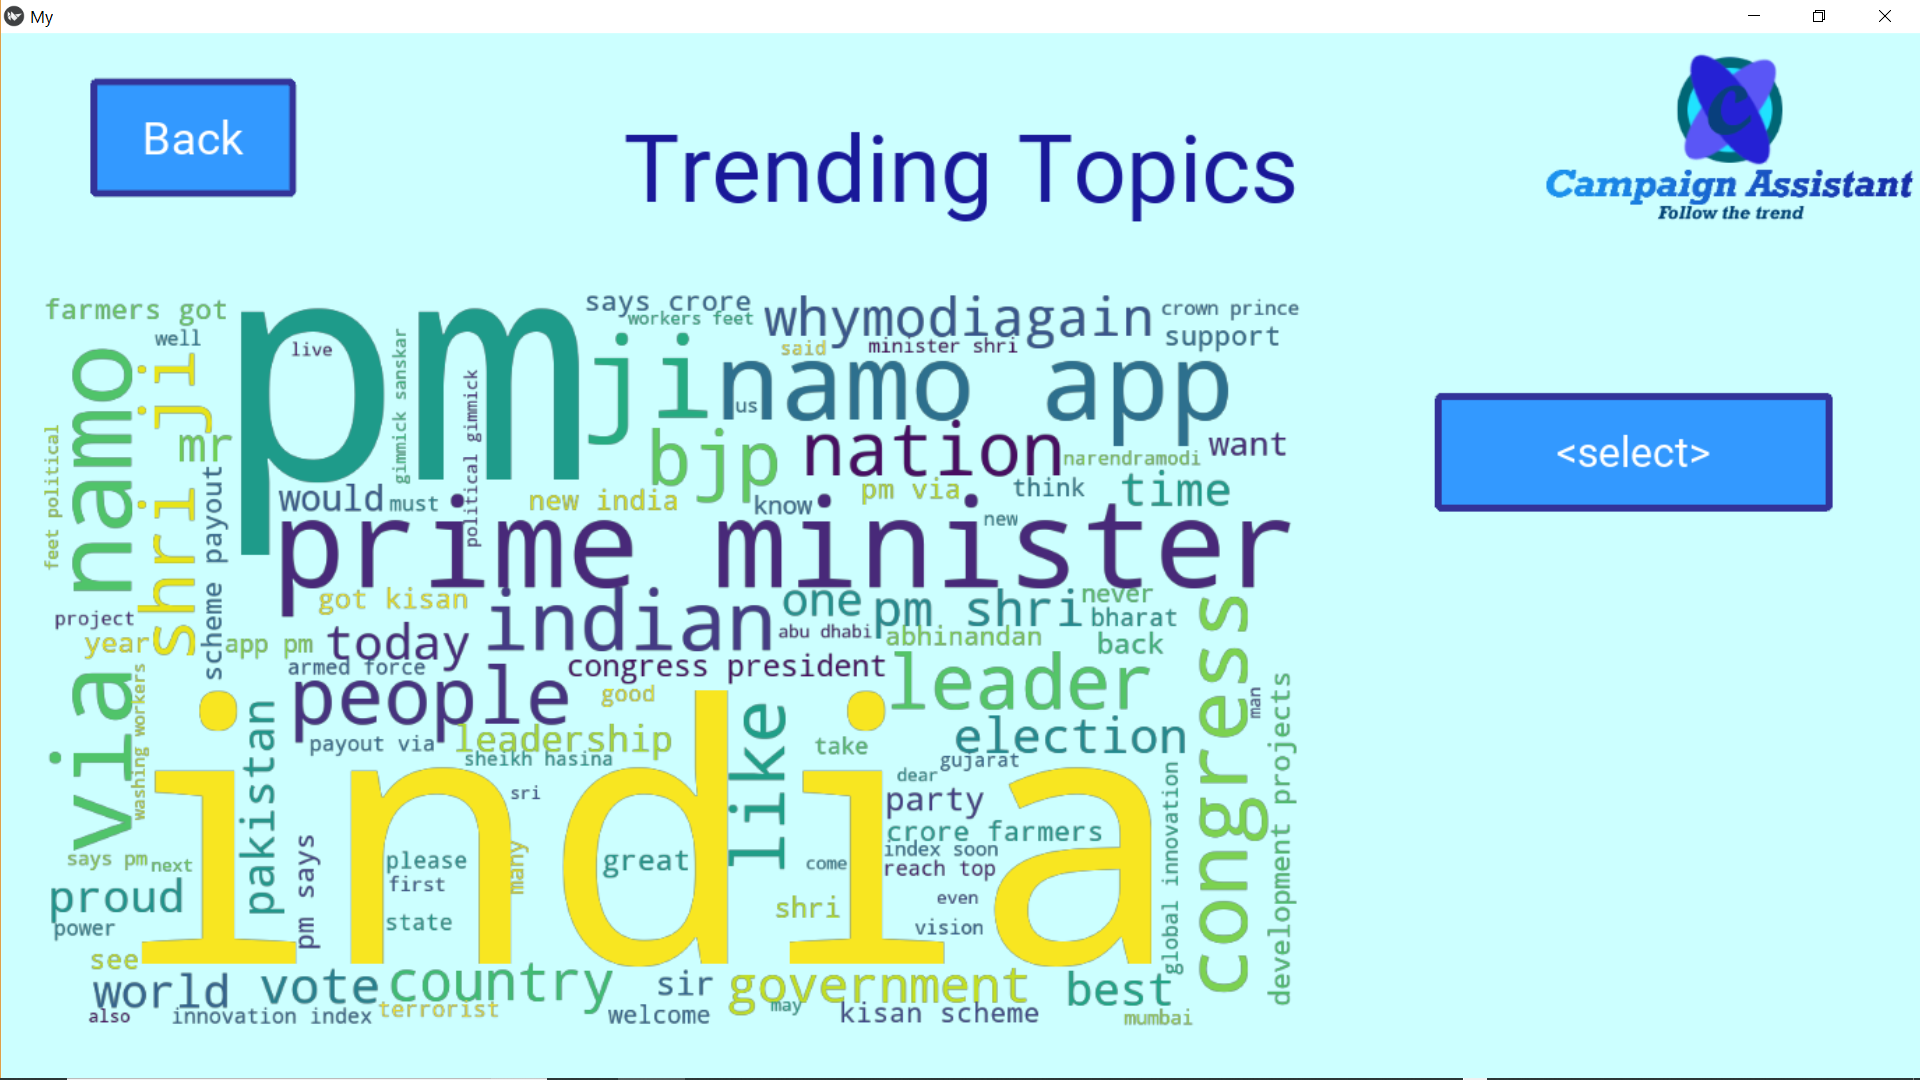 My
Back
Trending Topics
C
Campaign Assistant
Follow the trend
<select>
farmers got
says crore
workers feet
whymodiagain
crown prince
support
well
pm
live
ji
said
minister shri
namo app
us
via namo
shri ji
mr
gimmick sanskar
political gimmick
bjp
nation
narendramodi
want
feet political
scheme payout
would
must
new india
know
pm via
think
time
new
prime minister
project
got kisan
indian
one
pm shri
never
bharat
year
app pm
today
abu dhabi
abhinandan
back
armed force
congress president
people
good
leader
congress
man
development projects
washing workers
pakistan
payout via
leadership
sheikh hasina
like
take
election
gujarat
dear
india
sri
party
global innovation
crore farmers
index soon
reach top
says pm
next
pm says
please
first
many
great
come
even
proud
power
state
shri
vision
see
world
vote
country
sir
government
best
also
innovation index
terrorist
welcome
may
kisan scheme
mumbai